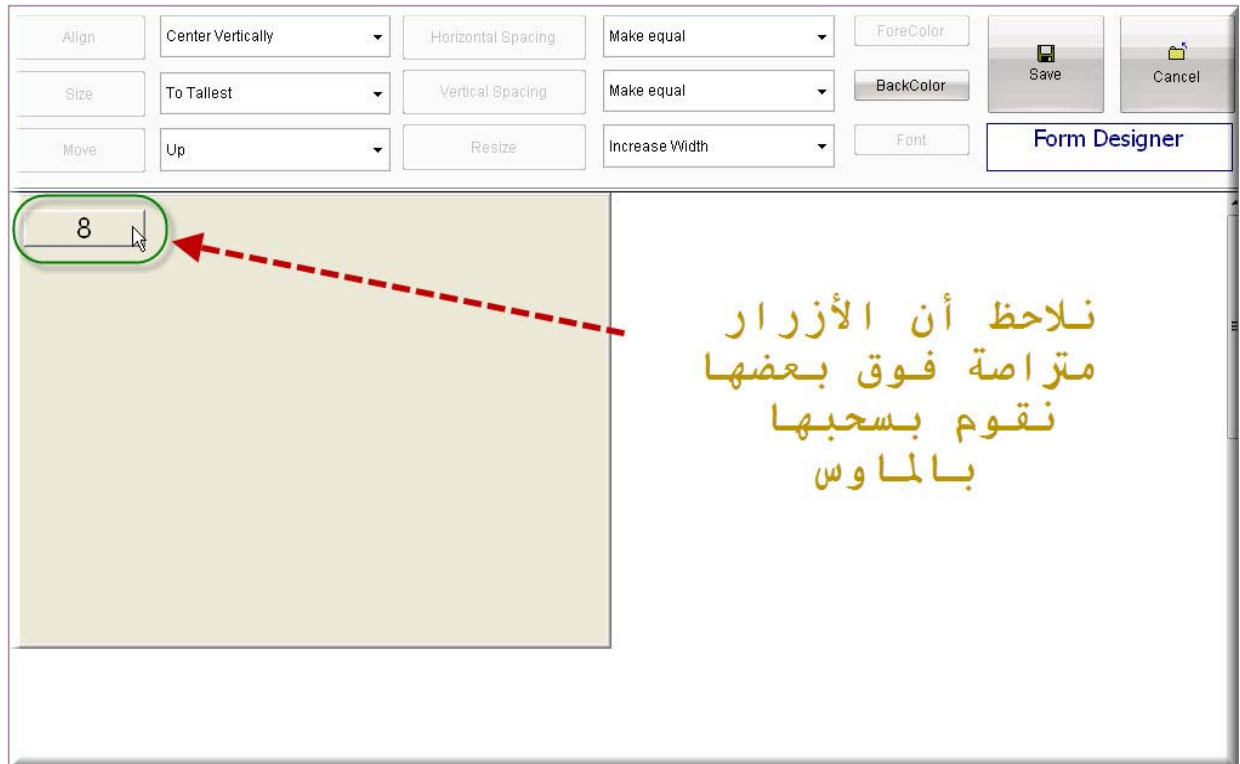 Align
Center Vertically
Horizontal Spacing
Make equal
ForeColor
Save
Cancel
Size
To Tallest
Vertical Spacing
Make equal
BackColor
Move
Up
Resize
Increase Width
Font
Form Designer
8
نلاحظ أن الأزرار
متراصة فوق بعضها
نقوم بسحبها
بالماوس